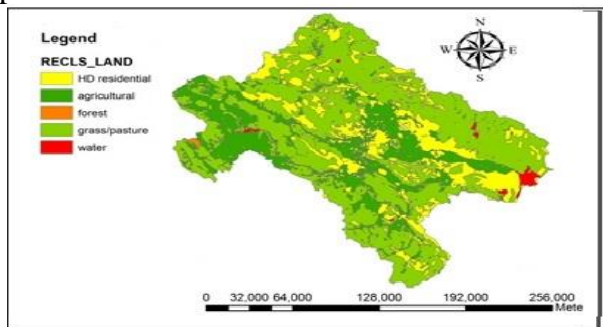 Legend
RECLS_LAND
HD residential
agricultural
forest
grass/pasture
water
N
W E
S
0 32,000 64,000 128,000 192,000 256,000
Mete